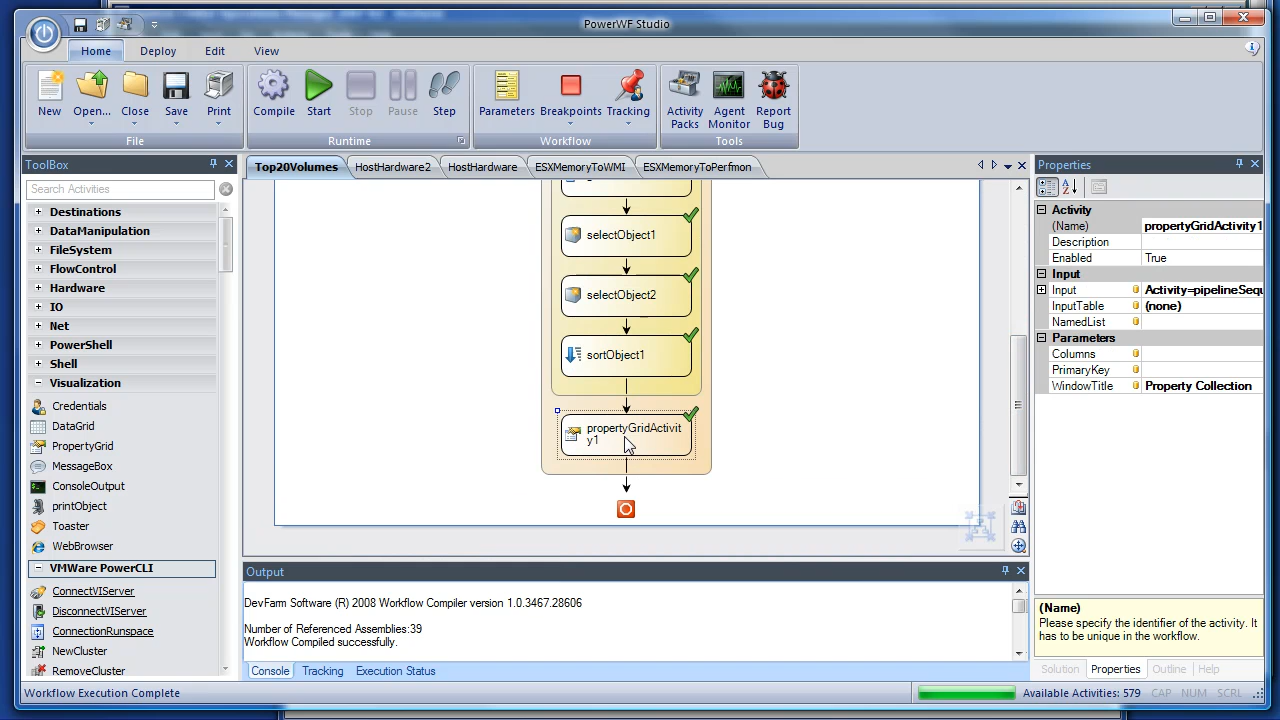 PowerWF Studio
Home
Deploy
Edit
View
New
Open...
Close
Save
Print
Compile
Start
Stop
Pause
Step
Parameters
Breakpoints
Tracking
Activity
Packs
Agent
Monitor
Report
Bug
File
Runtime
Workflow
Tools
ToolBox
Search Activities
Destinations
DataManipulation
FileSystem
FlowControl
Hardware
IO
Net
PowerShell
Shell
Visualization
Credentials
DataGrid
PropertyGrid
MessageBox
ConsoleOutput
printObject
Toaster
WebBrowser
VMWare PowerCLI
ConnectVIServer
DisconnectVIServer
ConnectionRunspace
NewCluster
RemoveCluster
Top20Volumes
HostHardware2
HostHardware
ESXMemoryToWMI
ESXMemoryToPerfmon
selectObject1
selectObject2
sortObject1
propertyGridActivit
y1
Output
DevFarm Software (R) 2008 Workflow Compiler version 1.0.3467.28606
Number of Referenced Assemblies:39
Workflow Compiled successfully.
Console
Tracking
Execution Status
Properties
Activity
(Name) propertyGridActivity1
Description
Enabled True
Input
Input Activity=pipelineSequ
InputTable (none)
NamedList
Parameters
Columns
PrimaryKey
WindowTitle Property Collection
(Name)
Please specify the identifier of the activity. It
has to be unique in the workflow.
Solution
Properties
Outline
Help
Workflow Execution Complete
Available Activities: 579
CAP
NUM
SCRL